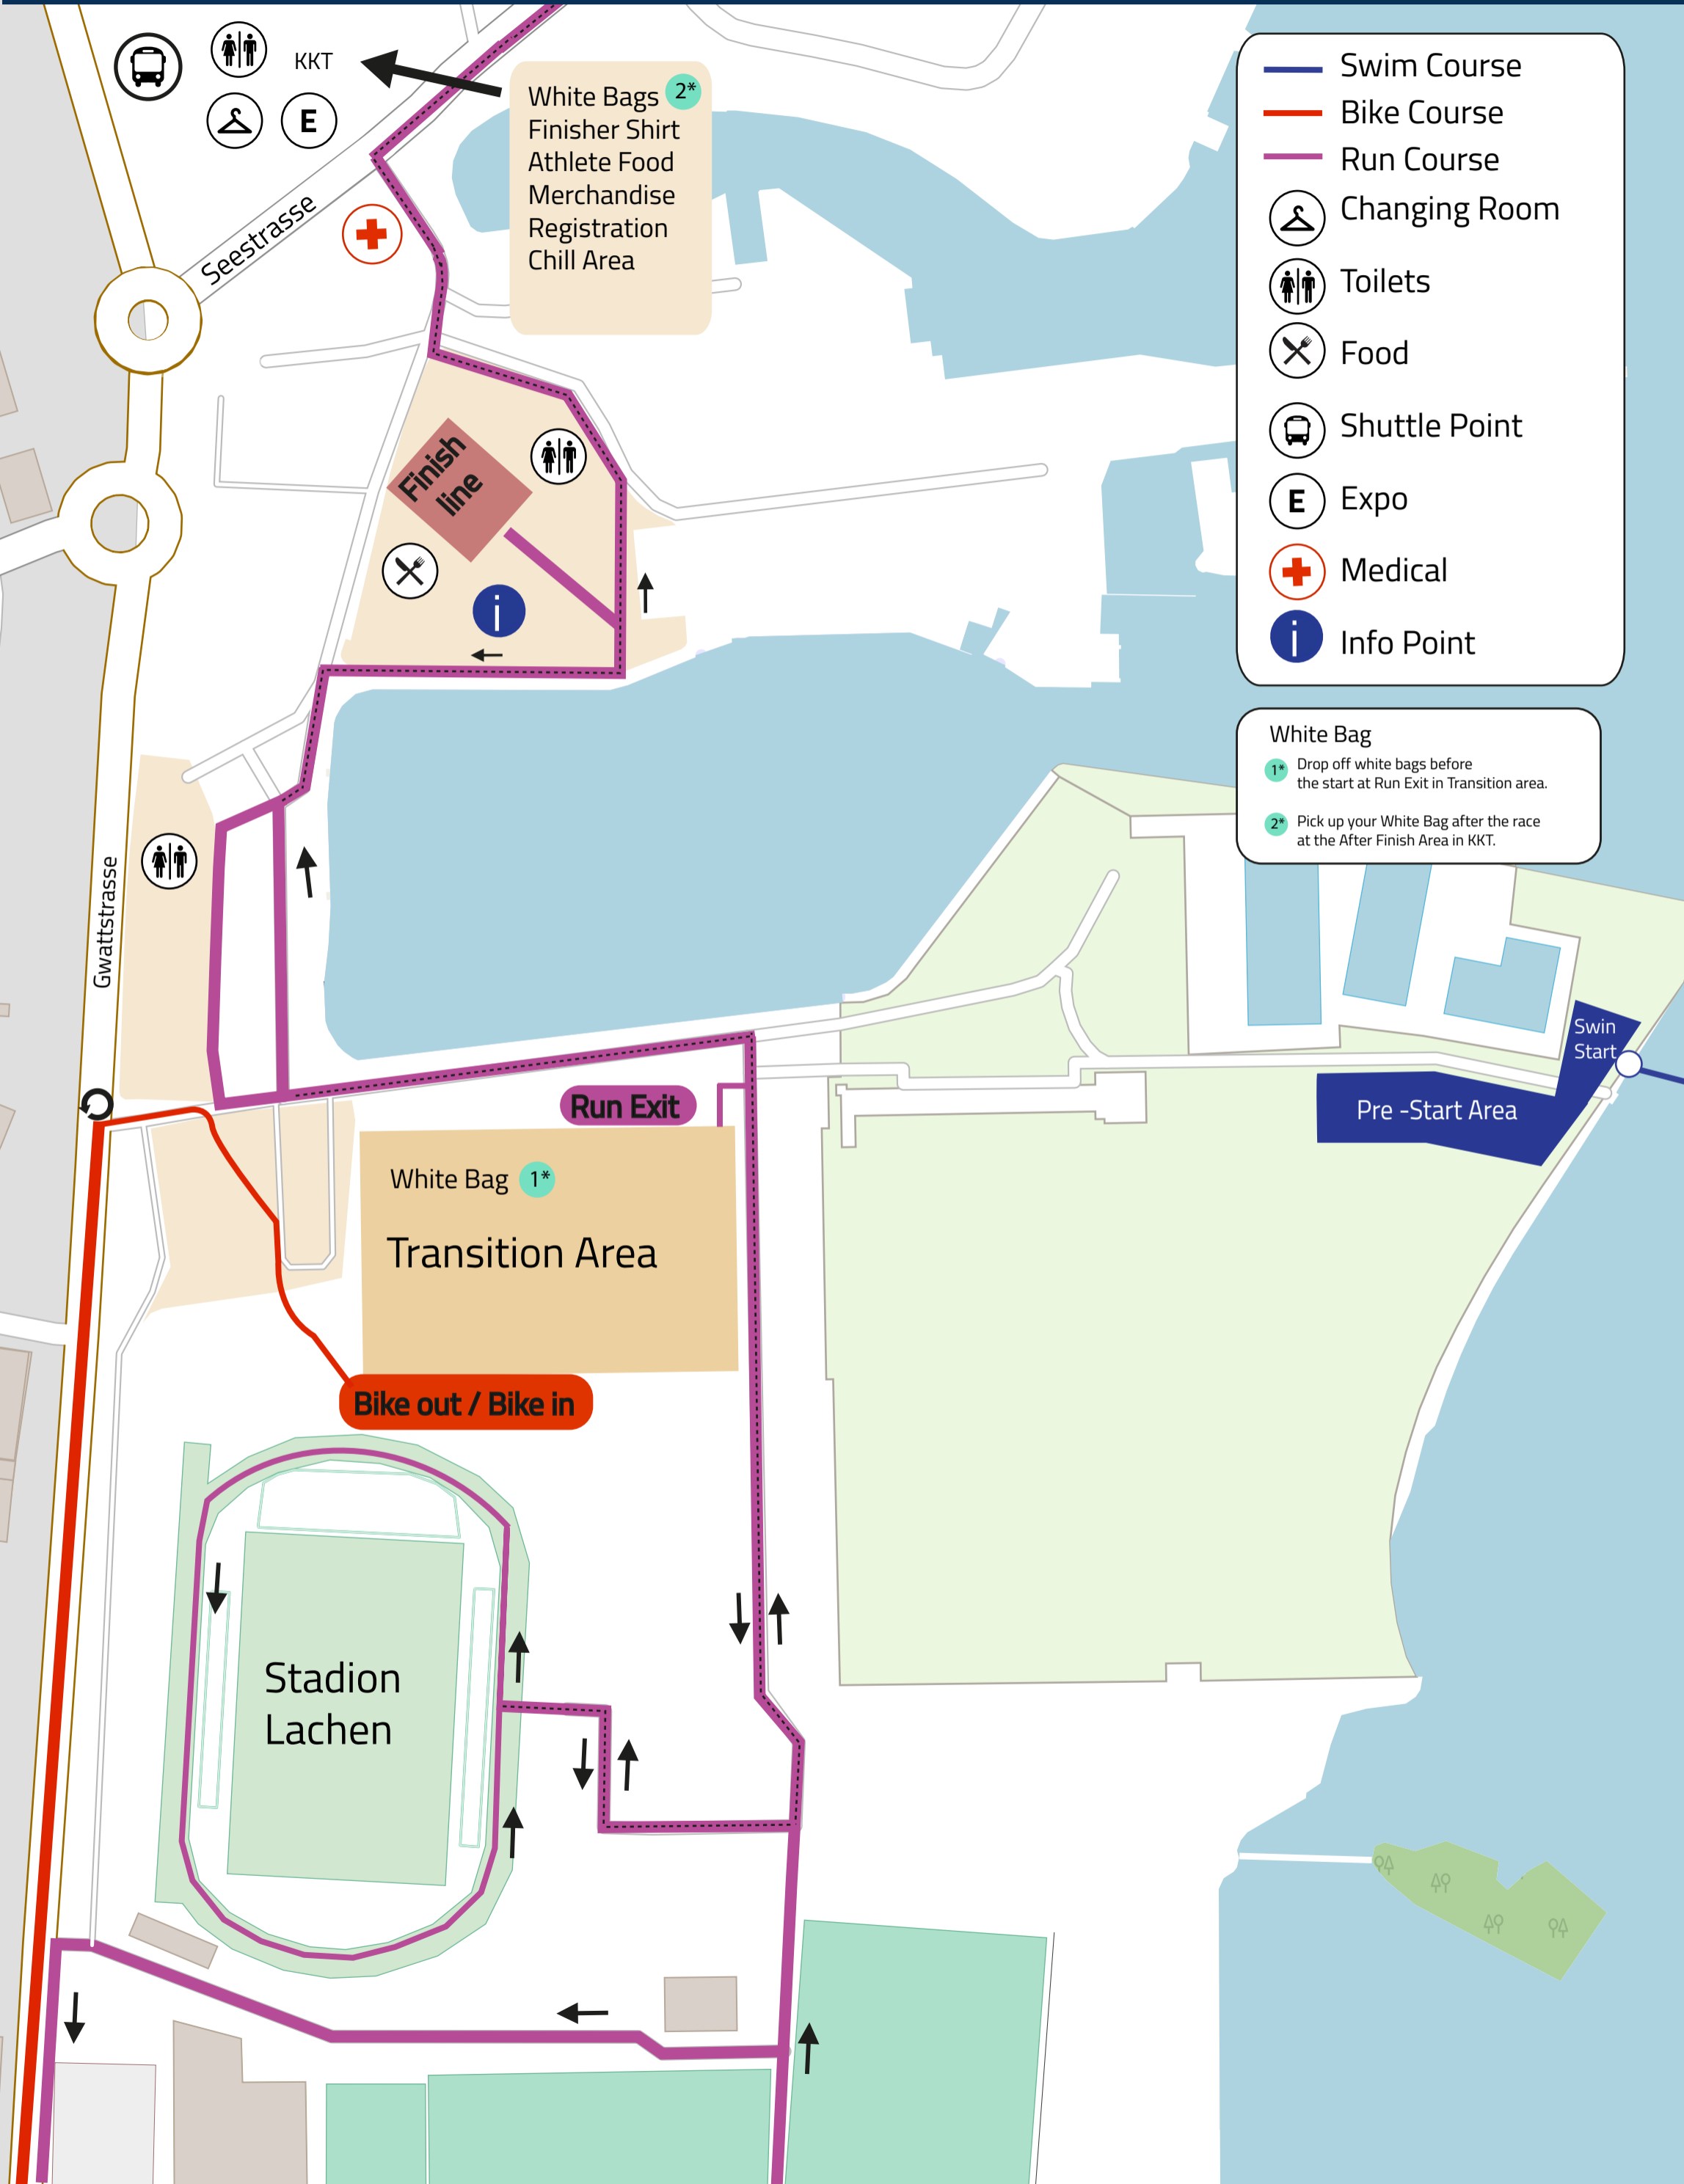 KKT
E
White Bags 2*
Finisher Shirt
Athlete Food
Merchandise
Registration
Chill Area
Seestrasse
Swim Course
Bike Course
Run Course
Changing Room
Toilets
Food
Shuttle Point
E Expo
Medical
i Info Point
Finish
line
i
White Bag
1* Drop off white bags before
the start at Run Exit in Transition area.
2* Pick up your White Bag after the race
at the After Finish Area in KKT.
Gwattstrasse
Swin
Start
Pre -Start Area
Run Exit
White Bag 1*
Transition Area
Bike out / Bike in
Stadion
Lachen